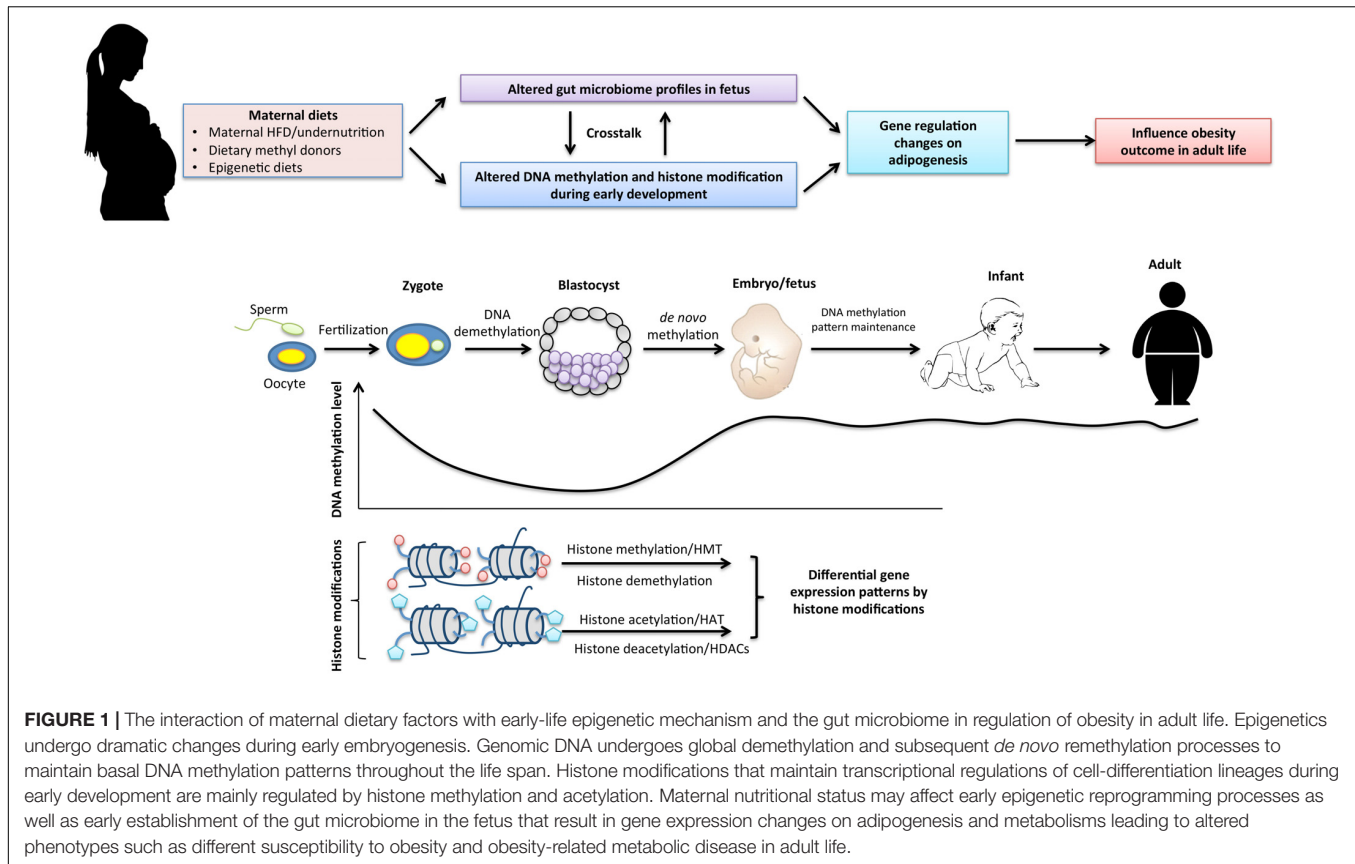 Maternal diets
• Maternal HFD/undernutrition
• Dietary methyl donors
• Epigenetic diets
Altered gut microbiome profiles in fetus
Crosstalk
Altered DNA methylation and histone modification
during early development
Gene regulation
changes on
adipogenesis
Influence obesity
outcome in adult life
Sperm
Oocyte
Fertilization
Zygote
DNA
demethylation
Blastocyst
de novo
methylation
Embryo/fetus
DNA methylation
pattern maintenance
Infant
Adult
DNA methylation level
Histone modifications
Histone methylation/HMT
Histone demethylation
Histone acetylation/HAT
Histone deacetylation/HDACs
Differential gene
expression patterns by
histone modifications
FIGURE 1 | The interaction of maternal dietary factors with early-life epigenetic mechanism and the gut microbiome in regulation of obesity in adult life. Epigenetics
undergo dramatic changes during early embryogenesis. Genomic DNA undergoes global demethylation and subsequent de novo remethylation processes to
maintain basal DNA methylation patterns throughout the life span. Histone modifications that maintain transcriptional regulations of cell-differentiation lineages during
early development are mainly regulated by histone methylation and acetylation. Maternal nutritional status may affect early epigenetic reprogramming processes as
well as early establishment of the gut microbiome in the fetus that result in gene expression changes on adipogenesis and metabolisms leading to altered
phenotypes such as different susceptibility to obesity and obesity-related metabolic disease in adult life.